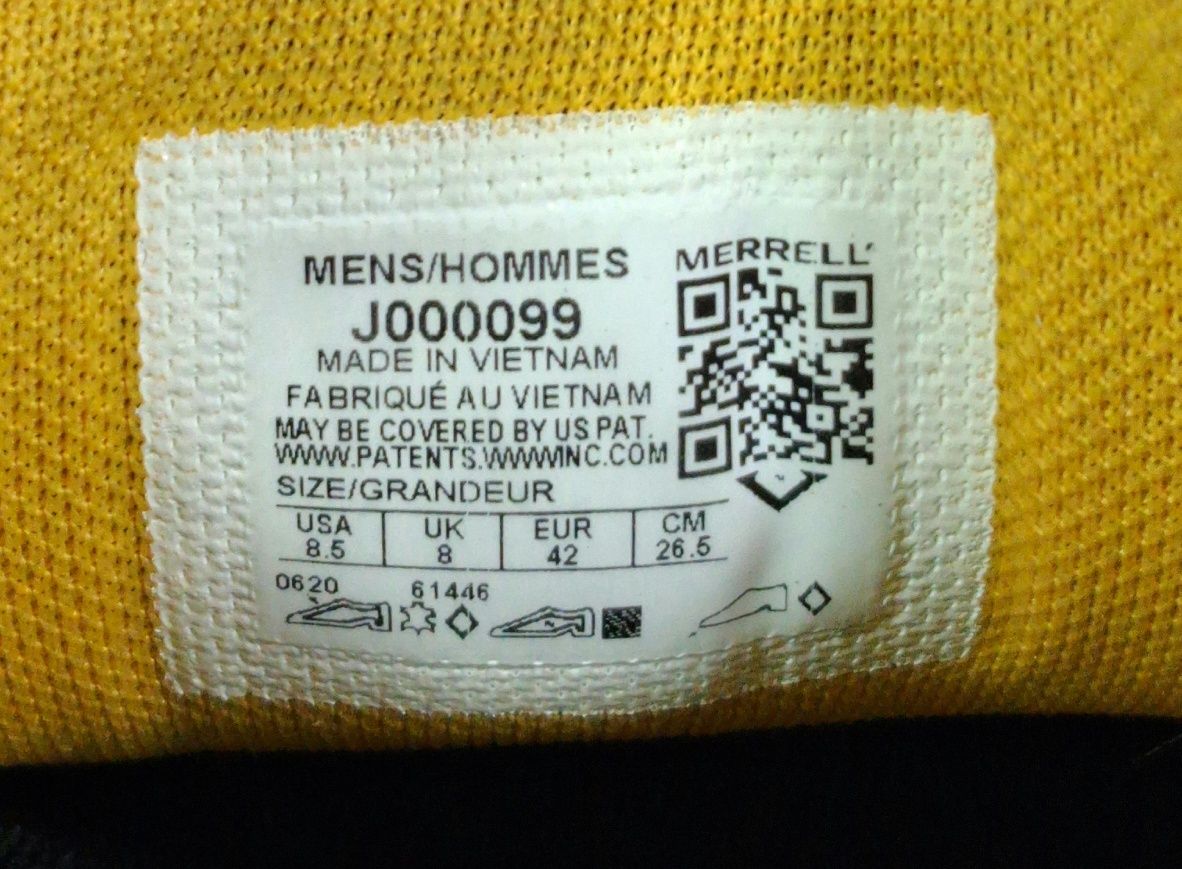 MENS/HOMMES
J000099
MADE IN VIETNAM
FABRIQUÉ AU VIETNAM
MAY BE COVERED BY US PAT.
WWW.PATENTS.WWWINC.COM
SIZE/GRANDEUR
USA UK EUR CM
8.5 8 42 26.5
0620 61446
MERRELL